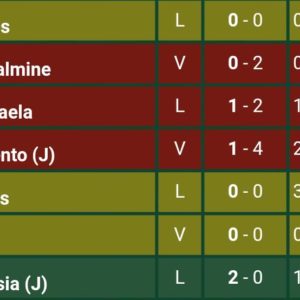 s L 0 - 0 0
almine V 0 - 2 0
aela L 1 - 2 1
nto (J) V 1 - 4 2
s L 0 - 0 3
V 0 - 0 0
sia (J) L 2 - 0 1